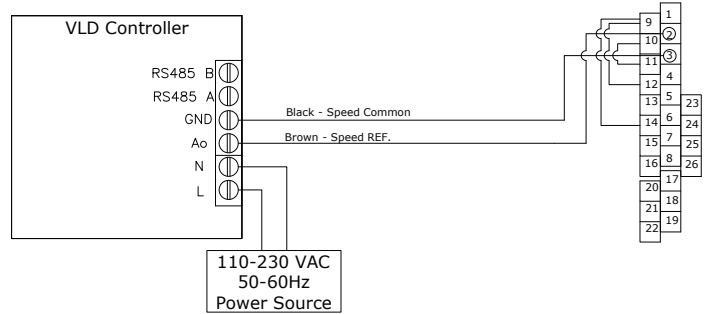 VLD Controller
RS485 B
RS485 A
GND
Ao
N
L
Black - Speed Common
Brown - Speed REF.
110-230 VAC
50-60Hz
Power Source
1
9
2
10
3
11
4
12
5
13
23
6
14
24
7
15
25
8
16
26
17
20
18
21
19
22